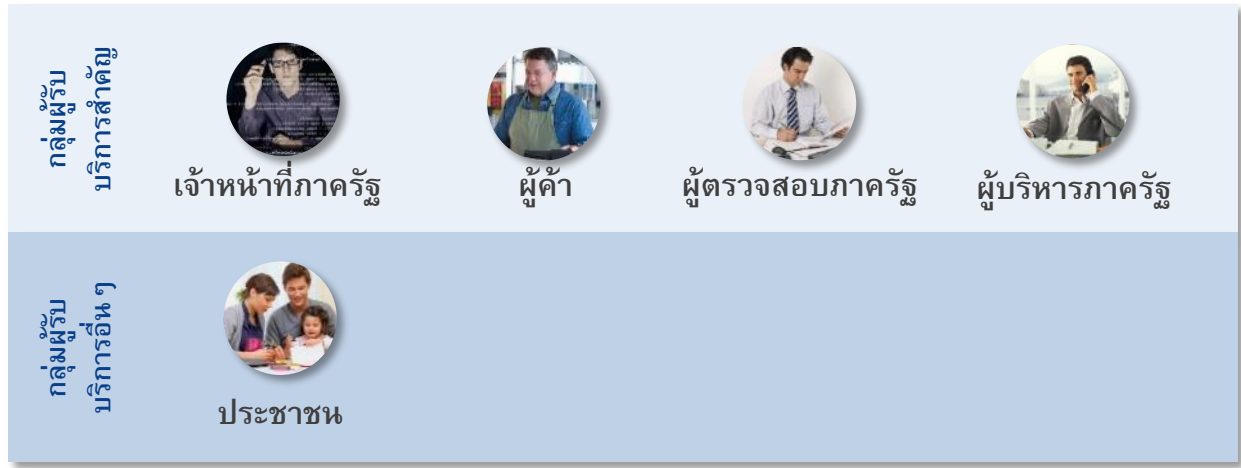 กลุ่มผู้รับ
บริการสำคัญ
เจ้าหน้าที่ภาครัฐ
ผู้ค้า
ผู้ตรวจสอบภาครัฐ
ผู้บริหารภาครัฐ
กลุ่มผู้รับ
บริการอื่น ๆ
ประชาชน